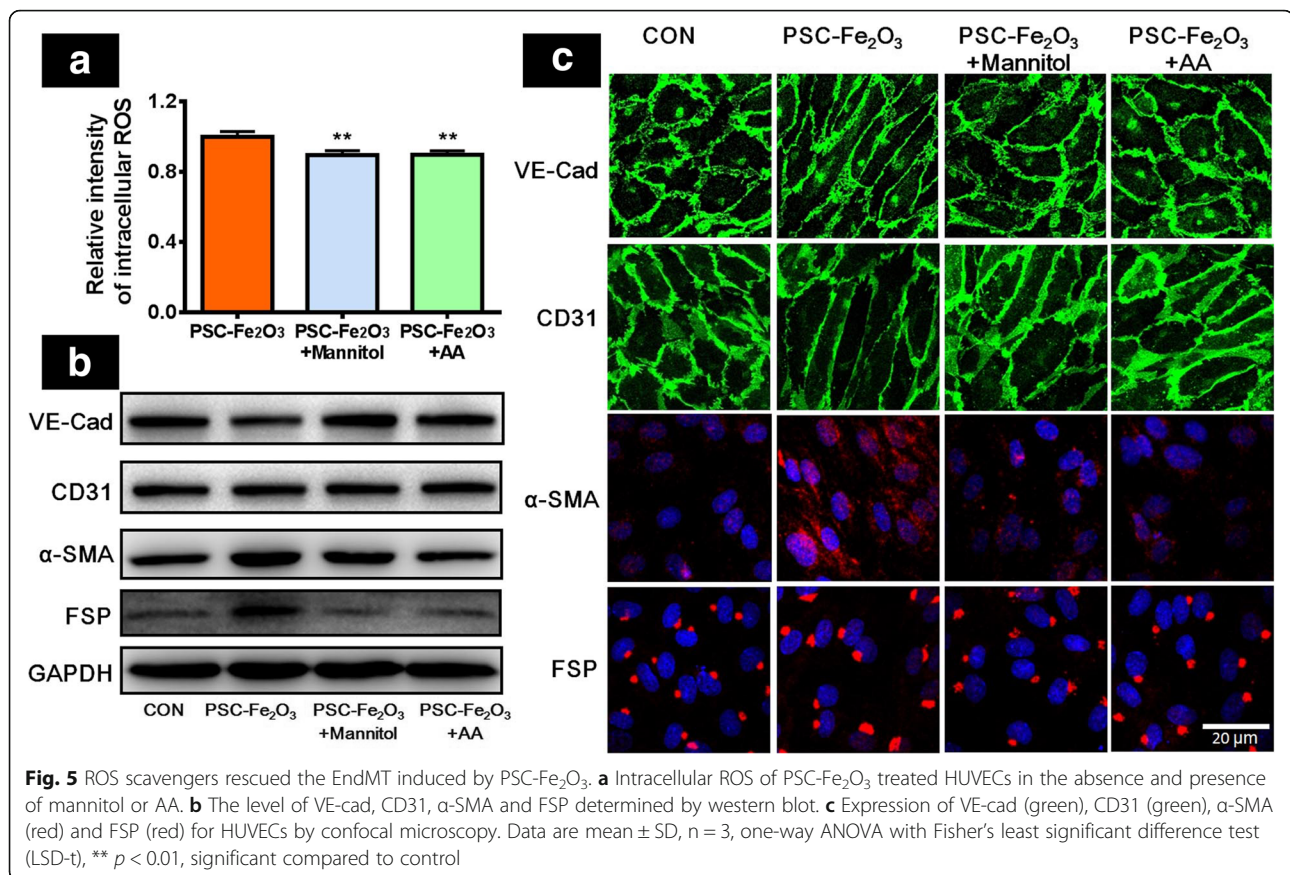 a
Relative intensity
of intracellular ROS
1.2
0.8
0.4
0.0
** **
PSC-Fe₂O₃ PSC-Fe₂O₃ PSC-Fe₂O₃
+Mannitol +AA
b
VE-Cad
CD31
α-SMA
FSP
GAPDH
CON PSC-Fe₂O₃ PSC-Fe₂O₃ PSC-Fe₂O₃
+Mannitol +AA
c
CON PSC-Fe₂O₃ PSC-Fe₂O₃ PSC-Fe₂O₃
+Mannitol +AA
VE-Cad
CD31
α-SMA
FSP
20 µm
Fig. 5 ROS scavengers rescued the EndMT induced by PSC-Fe₂O₃. a Intracellular ROS of PSC-Fe₂O₃ treated HUVECs in the absence and presence
of mannitol or AA. b The level of VE-cad, CD31, α-SMA and FSP determined by western blot. c Expression of VE-cad (green), CD31 (green), α-SMA
(red) and FSP (red) for HUVECs by confocal microscopy. Data are mean ± SD, n = 3, one-way ANOVA with Fisher's least significant difference test
(LSD-t), ** p < 0.01, significant compared to control